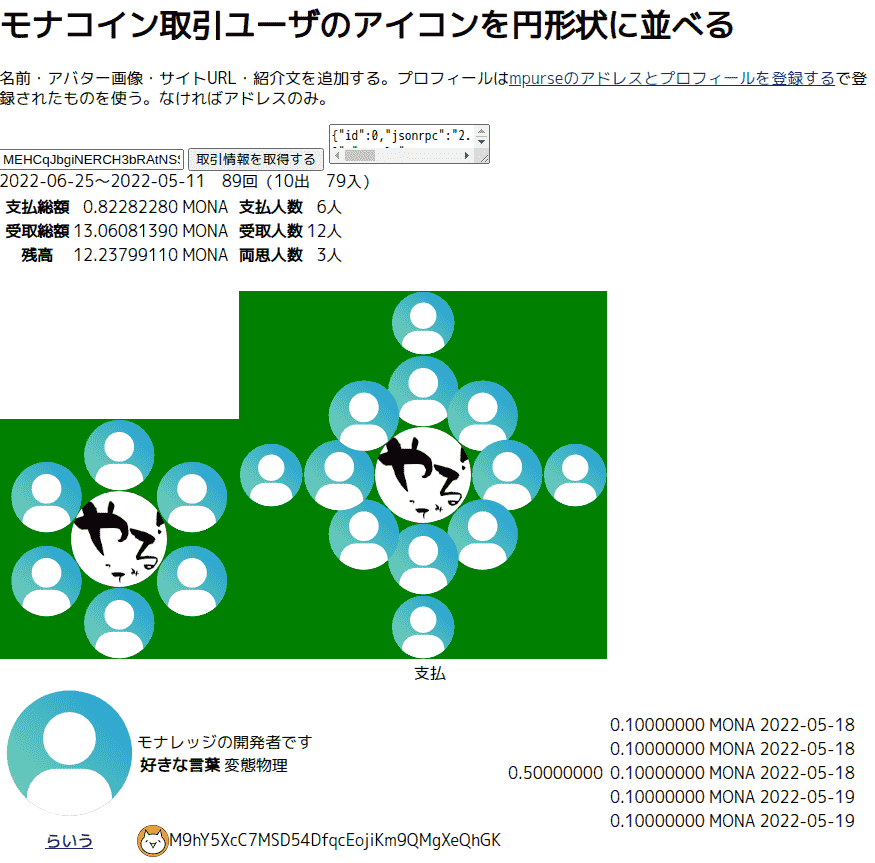 モナコイン取引ユーザのアイコンを円形状に並べる
名前・アバター画像・サイトURL・紹介文を追加する。プロフィールはmpurseのアドレスとプロフィールを登録するで登
録されたものを使う。なければアドレスのみ。
{"id":0,"jsonrpc":"2.
MEHCqJbgiNERCH3bRAtNS 取引情報を取得する
2022-06-25～2022-05-11 89回（10出 79入）
支払総額 0.82282280 MONA 支払人数 6人
受取総額 13.06081390 MONA 受取人数 12人
残高 12.23799110 MONA 両思人数 3人
やる
やる
支払
モナレッジの開発者です
好きな言葉 変態物理
らいう
M9hY5XcC7MSD54DfqcEojiKm9QMgXeQhGK
0.50000000
0.10000000 MONA 2022-05-18
0.10000000 MONA 2022-05-18
0.10000000 MONA 2022-05-18
0.10000000 MONA 2022-05-19
0.10000000 MONA 2022-05-19